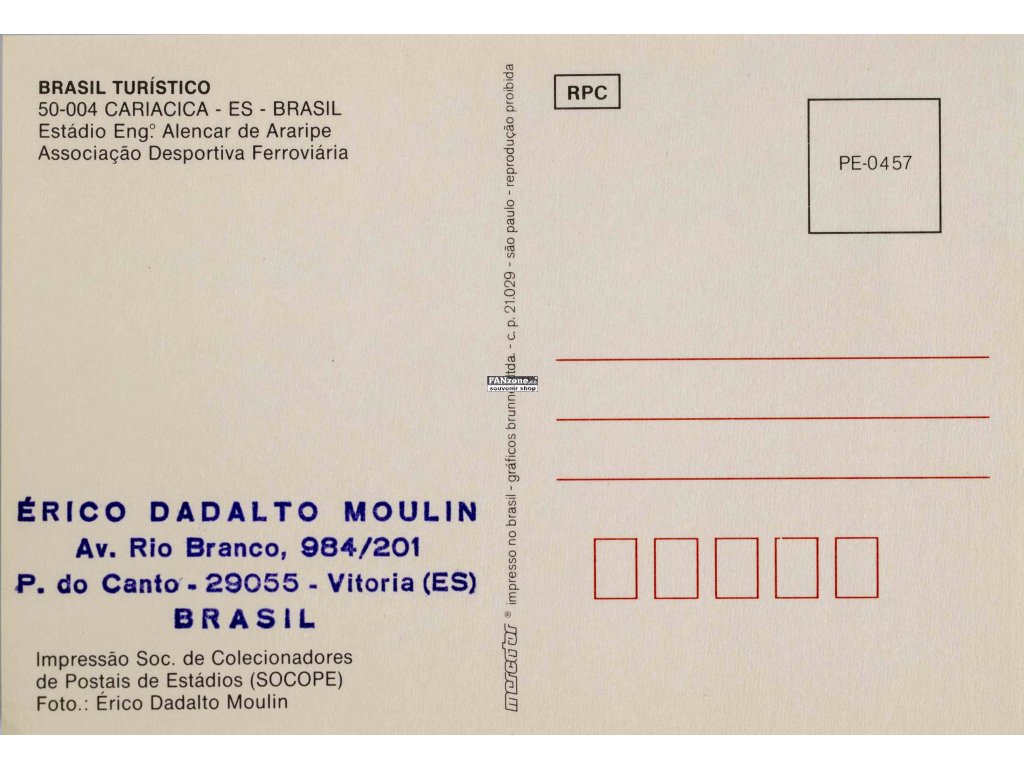 BRASIL TURÍSTICO
50-004 CARIACICA - ES - BRASIL
Estádio Engº Alencar de Araripe
Associação Desportiva Ferroviária
ÉRICO DADALTO MOULIN
Av. Rio Branco, 984/201
P. do Canto - 29055 - Vitoria (ES)
BRASIL
Impressão Soc. de Colecionadores
de Postais de Estádios (SOCOPE)
Foto.: Érico Dadalto Moulin
mercator ® impresso no brasil - gráficos brunner ltda. - c. p. 21.029 - são paulo - reprodução proibida
FANzone.cz
souvenir shop
RPC
PE-0457